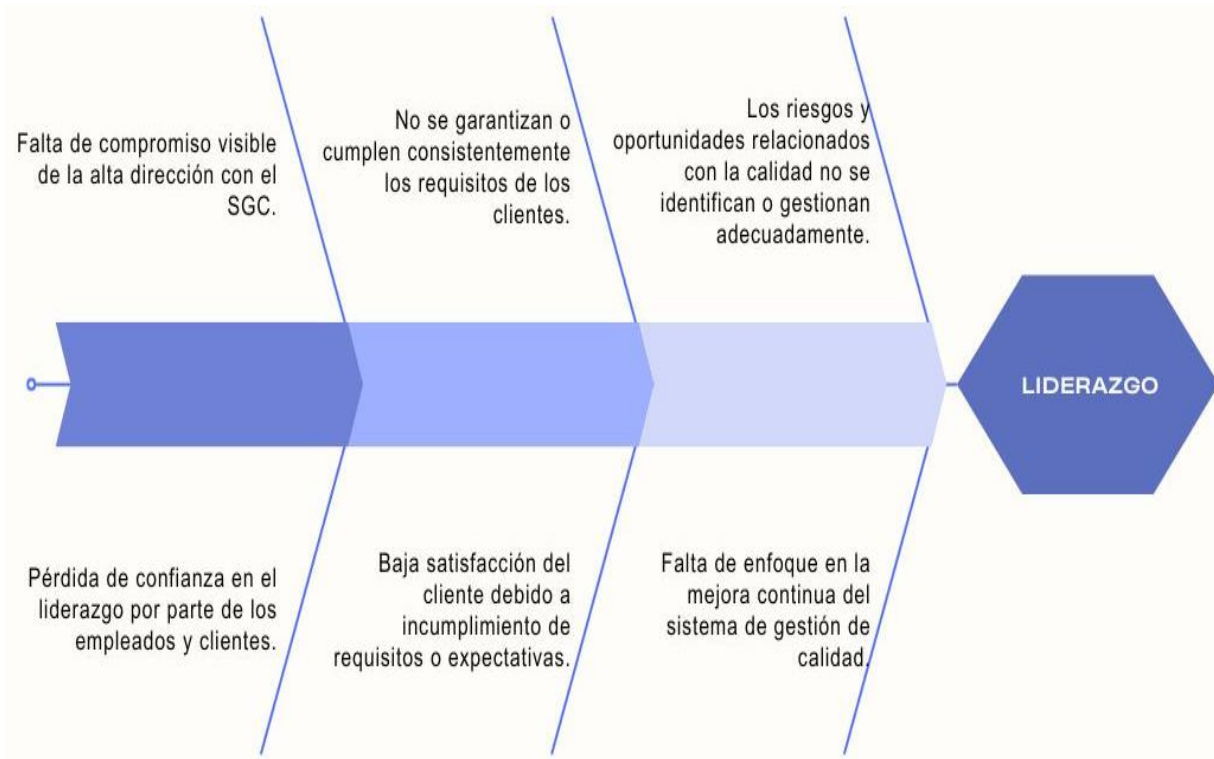 Falta de compromiso visible
de la alta dirección con el
SGC.
No se garantizan o
cumplen consistentemente
los requisitos de los
clientes.
Los riesgos y
oportunidades relacionados
con la calidad no se
identifican o gestionan
adecuadamente.
LIDERAZGO
Pérdida de confianza en el
liderazgo por parte de los
empleados y clientes.
Baja satisfacción del
cliente debido a
incumplimiento de
requisitos o expectativas.
Falta de enfoque en la
mejora continua del
sistema de gestión de
calidad.